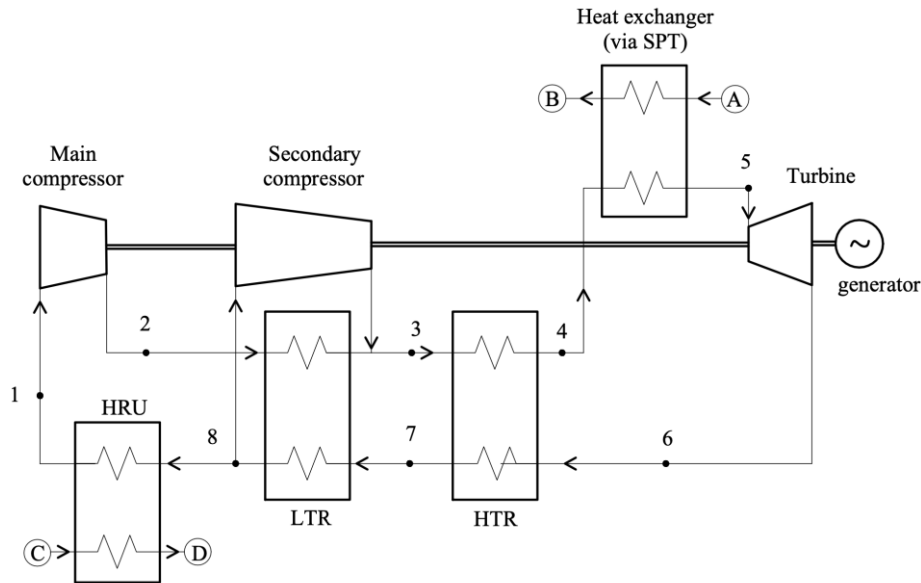 Heat exchanger
(via SPT)
B
A
Main
compressor
Secondary
compressor
5
Turbine
~
generator
2
3
4
1
HRU
8
7
6
LTR
HTR
C
D